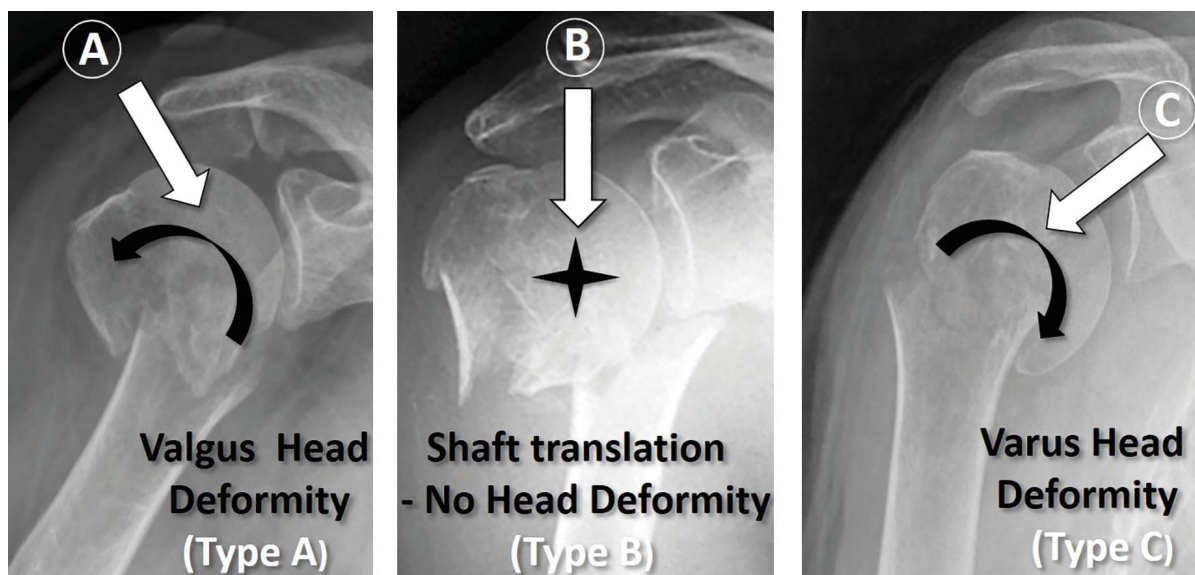 A
Valgus Head
Deformity
(Type A)
B
Shaft translation
- No Head Deformity
(Type B)
C
Varus Head
Deformity
(Type C)